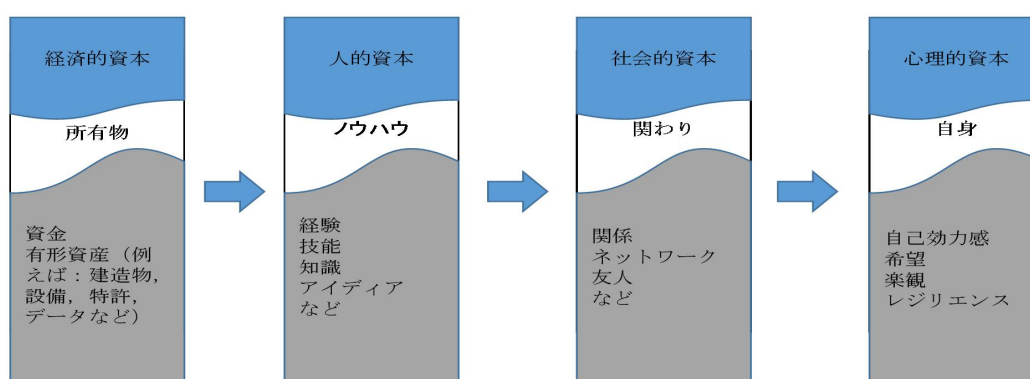 経済的資本
所有物
資金
有形資産（例
えば：建造物，
設備，特許，
データなど）
人的資本
ノウハウ
経験
技能
知識
アイディア
など
社会的資本
関わり
関係
ネットワーク
友人
など
心理的資本
自身
自己効力感
希望
楽観
レジリエンス